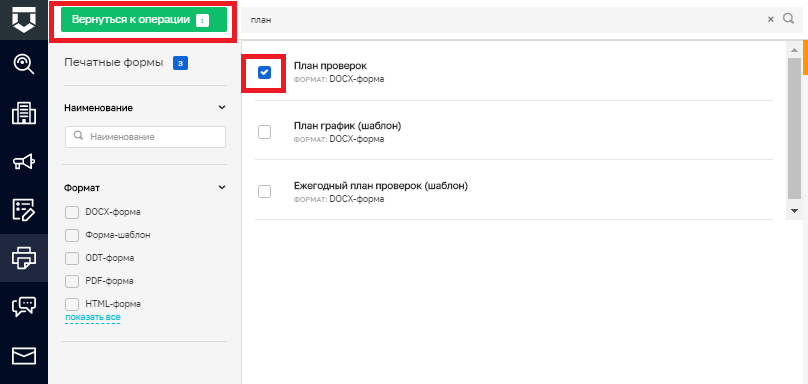 Вернуться к операции 1
план
Печатные формы 3
Наименование
Наименование
Формат
DOCX-форма
Форма-шаблон
ODT-форма
PDF-форма
HTML-форма
показать все
План проверок
ФОРМАТ: DOCX-форма
План график (шаблон)
ФОРМАТ: DOCX-форма
Ежегодный план проверок (шаблон)
ФОРМАТ: DOCX-форма